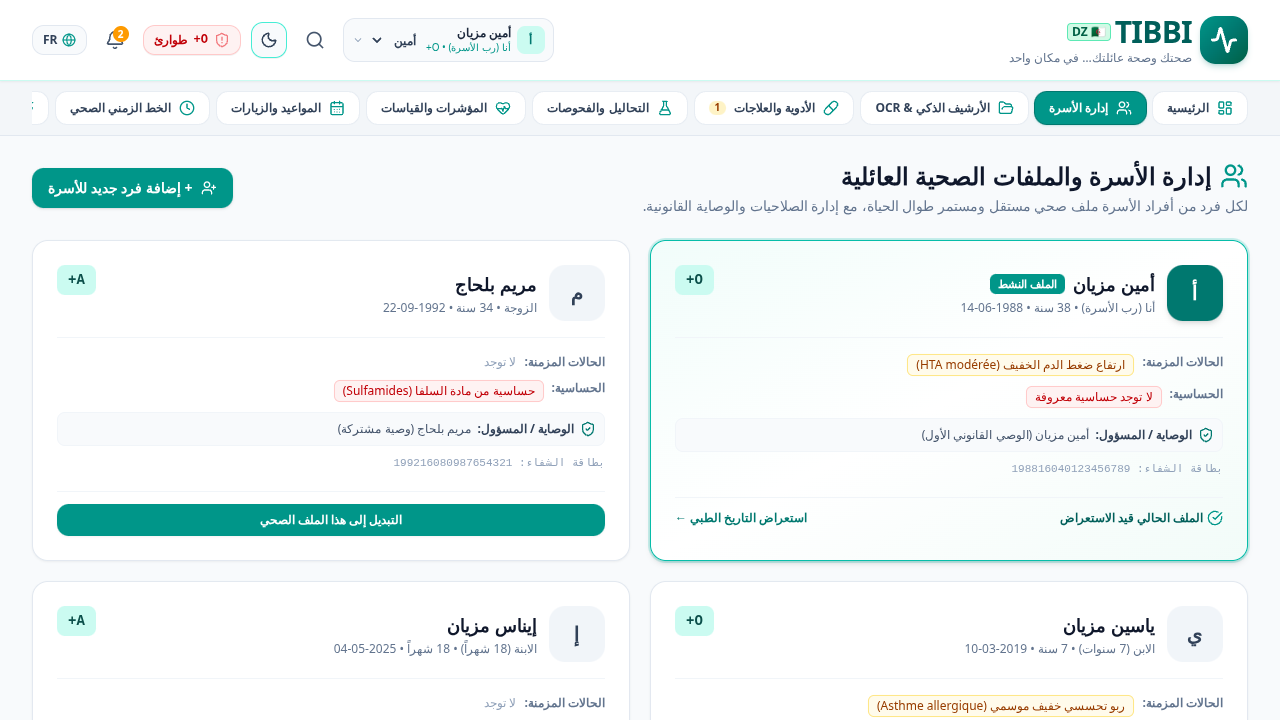 TIBBI
DZ 🇩🇿
صحتك وصحة عائلتك... في مكان واحد
أ
أمين مزيان
أنا (رب الأسرة) • O+
أمين
طوارئ O+
2
FR
الرئيسية
إدارة الأسرة
الأرشيف الذكي & OCR
الأدوية والعلاجات 1
التحاليل والفحوصات
المؤشرات والقياسات
المواعيد والزيارات
الخط الزمني الصحي
إدارة الأسرة والملفات الصحية العائلية
لكل فرد من أفراد الأسرة ملف صحي مستقل ومستمر طوال الحياة، مع إدارة الصلاحيات والوصاية القانونية.
+ إضافة فرد جديد للأسرة
أ
أمين مزيان الملف النشط
O+
أنا (رب الأسرة) • 38 سنة • 1988-06-14
الحالات المزمنة: ارتفاع ضغط الدم الخفيف (HTA modérée)
الحساسية: لا توجد حساسية معروفة
الوصاية / المسؤول: أمين مزيان (الوصي القانوني الأول)
بطاقة الشفاء: 198816040123456789
الملف الحالي قيد الاستعراض
استعراض التاريخ الطبي ←
م
مريم بلحاج
A+
الزوجة • 34 سنة • 1992-09-22
الحالات المزمنة: لا توجد
الحساسية: حساسية من مادة السلفا (Sulfamides)
الوصاية / المسؤول: مريم بلحاج (وصية مشتركة)
بطاقة الشفاء: 199216080987654321
التبديل إلى هذا الملف الصحي
ي
ياسين مزيان
O+
الابن (7 سنوات) • 7 سنة • 2019-03-10
الحالات المزمنة: ربو تحسسي خفيف موسمي (Asthme allergique)
إ
إيناس مزيان
A+
الابنة (18 شهراً) • 18 شهراً • 2025-05-04
الحالات المزمنة: لا توجد